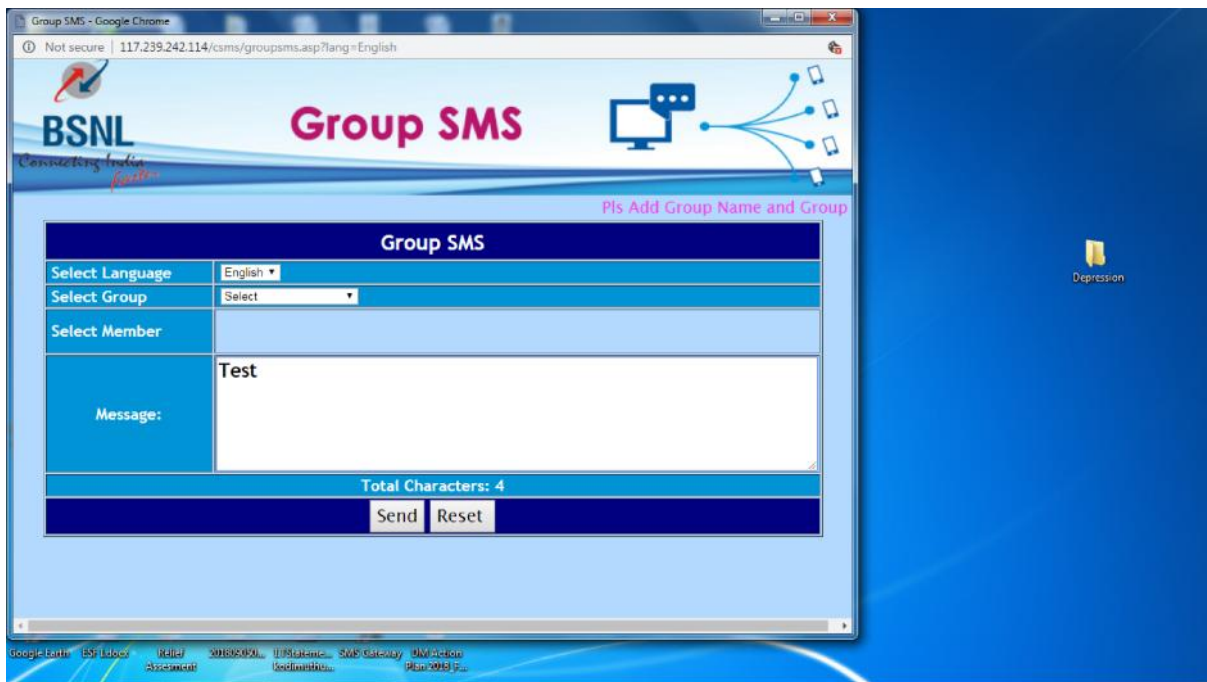 Group SMS - Google Chrome
Not secure | 117.239.242.114/csms/groupsms.asp?lang=English
BSNL
Connecting India
faster
Group SMS
Pls Add Group Name and Group
Group SMS
Select Language English
Select Group Select
Select Member
Message: Test
Total Characters: 4
Send Reset
Depression
Google Earth
Relief
SMS Gateway
DM Action
Assesment
Plan 2018